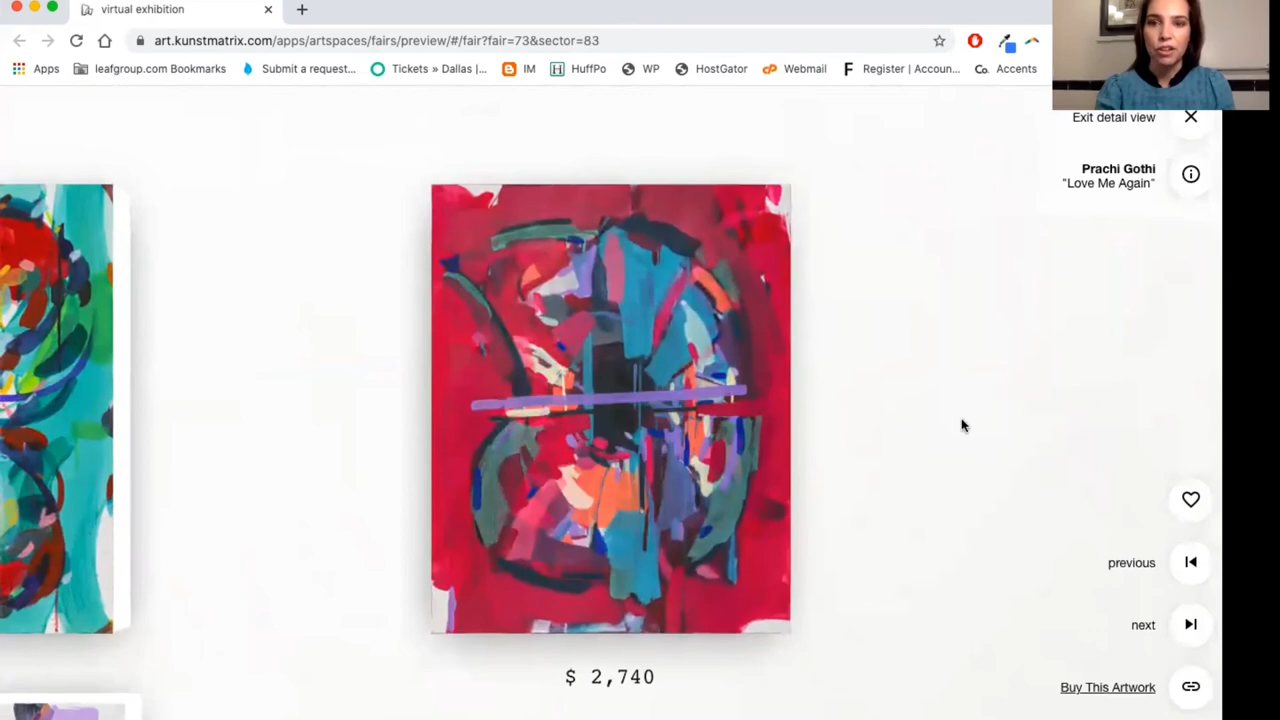 virtual exhibition
art.kunstmatrix.com/apps/artspaces/fairs/preview/#/fair?fair=73&sector=83
Apps leafgroup.com Bookmarks Submit a request... Tickets » Dallas |... IM HuffPo WP HostGator Webmail Register | Accoun... Co. Accents
Exit detail view
Prachi Gothi
"Love Me Again"
previous
next
$ 2,740
Buy This Artwork